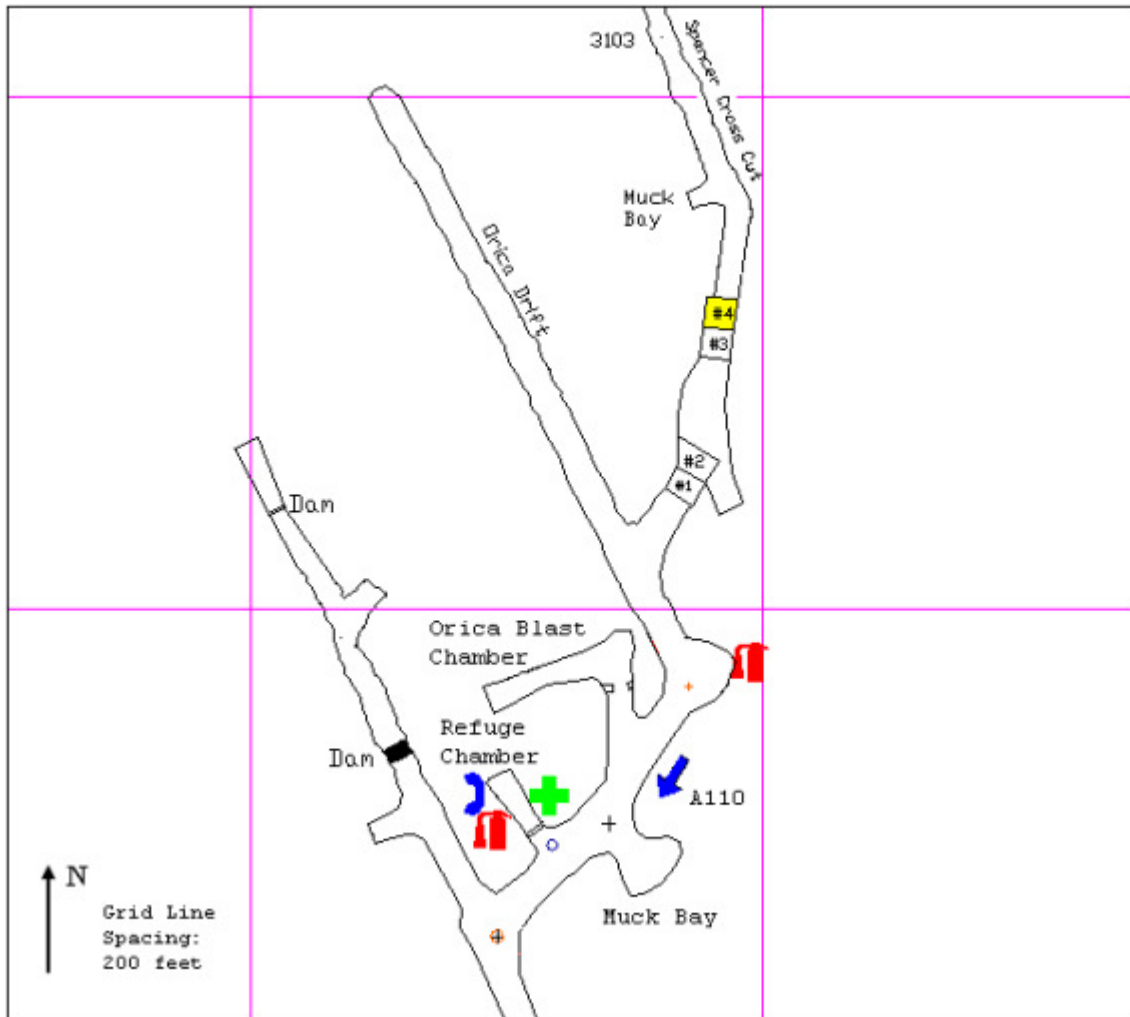 3103
Spencer Cross Cut
Muck
Bay
Orica Drift
#4
#3
#2
#1
Dam
Orica Blast
Chamber
Refuge
Chamber
Dam
A110
Muck Bay
N
Grid Line
Spacing:
200 feet